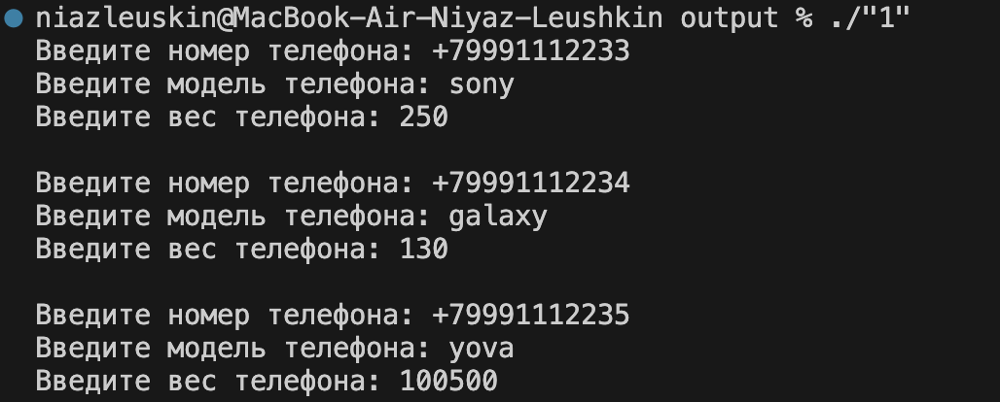 niazleuskin@MacBook-Air-Niyaz-Leushkin output % ./"1"
Введите номер телефона: +79991112233
Введите модель телефона: sony
Введите вес телефона: 250
Введите номер телефона: +79991112234
Введите модель телефона: galaxy
Введите вес телефона: 130
Введите номер телефона: +79991112235
Введите модель телефона: yova
Введите вес телефона: 100500